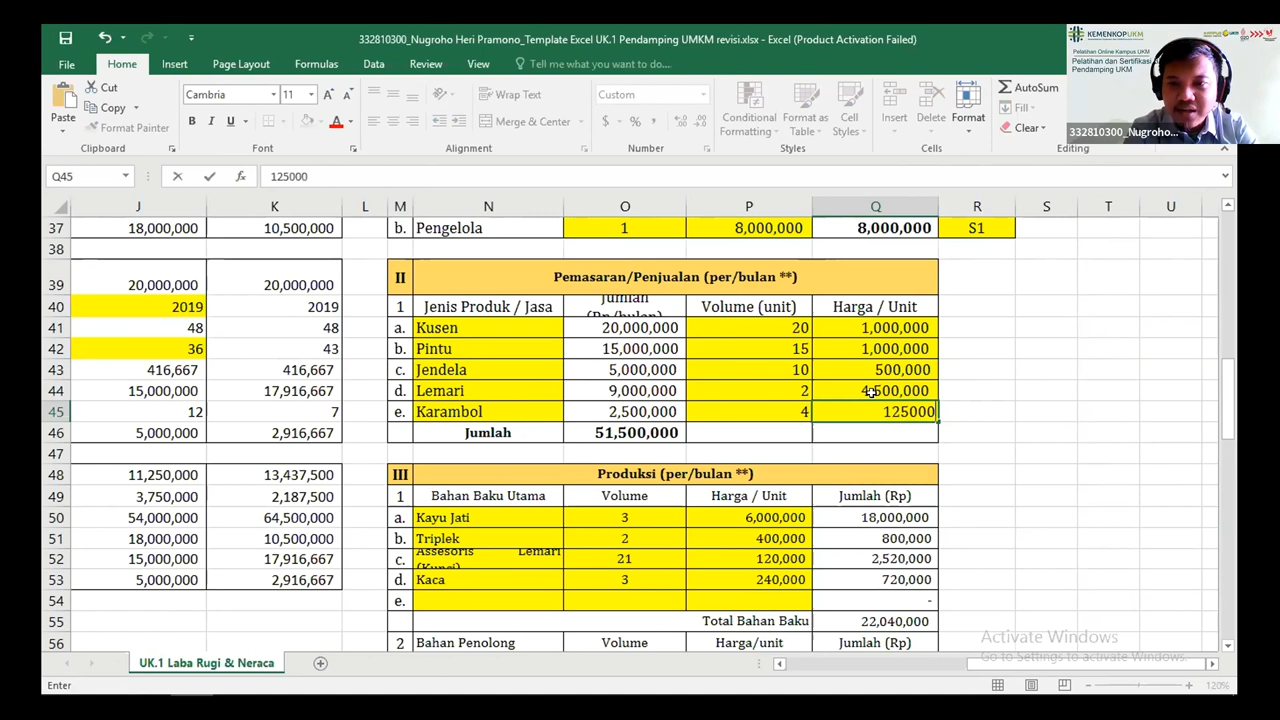 332810300_Nugroho Heri Pramono_Template Excel UK.1 Pendamping UMKM revisi.xlsx - Excel (Product Activation Failed)
KEMENKOPUKM
Pelatihan Online Kampus UKM
Pelatihan dan Sertifikasi
Pendamping UKM
332810300_Nugroho...
File Home Insert Page Layout Formulas Data Review View Tell me what you want to do...
Paste
Cut
Copy
Format Painter
Clipboard
Cambria 11
B I U
Font
Wrap Text
Merge & Center
Alignment
Custom
$ %
Number
Conditional Formatting
Format as Table
Cell Styles
Styles
Insert Delete Format
Cells
AutoSum
Fill
Clear
Editing
Q45 fx 125000
J K L M N O P Q R S T U
37 18,000,000 10,500,000 b. Pengelola 1 8,000,000 8,000,000 S1
38
39 20,000,000 20,000,000 II Pemasaran/Penjualan (per/bulan **)
40 2019 2019 1 Jenis Produk / Jasa Jumlah (Rp/bulan) Volume (unit) Harga / Unit
41 48 48 a. Kusen 20,000,000 20 1,000,000
42 36 43 b. Pintu 15,000,000 15 1,000,000
43 416,667 416,667 c. Jendela 5,000,000 10 500,000
44 15,000,000 17,916,667 d. Lemari 9,000,000 2 4,500,000
45 12 7 e. Karambol 2,500,000 4 125000
46 5,000,000 2,916,667 Jumlah 51,500,000
47
48 11,250,000 13,437,500 III Produksi (per/bulan **)
49 3,750,000 2,187,500 1 Bahan Baku Utama Volume Harga / Unit Jumlah (Rp)
50 54,000,000 64,500,000 a. Kayu Jati 3 6,000,000 18,000,000
51 18,000,000 10,500,000 b. Triplek 2 400,000 800,000
52 15,000,000 17,916,667 c. Assesoris Lemari (Kunci) 21 120,000 2,520,000
53 5,000,000 2,916,667 d. Kaca 3 240,000 720,000
54 e. -
55 Total Bahan Baku 22,040,000
56 2 Bahan Penolong Volume Harga/unit Jumlah (Rp)
Activate Windows
Go to Settings to activate Windows.
UK.1 Laba Rugi & Neraca
Enter
120%